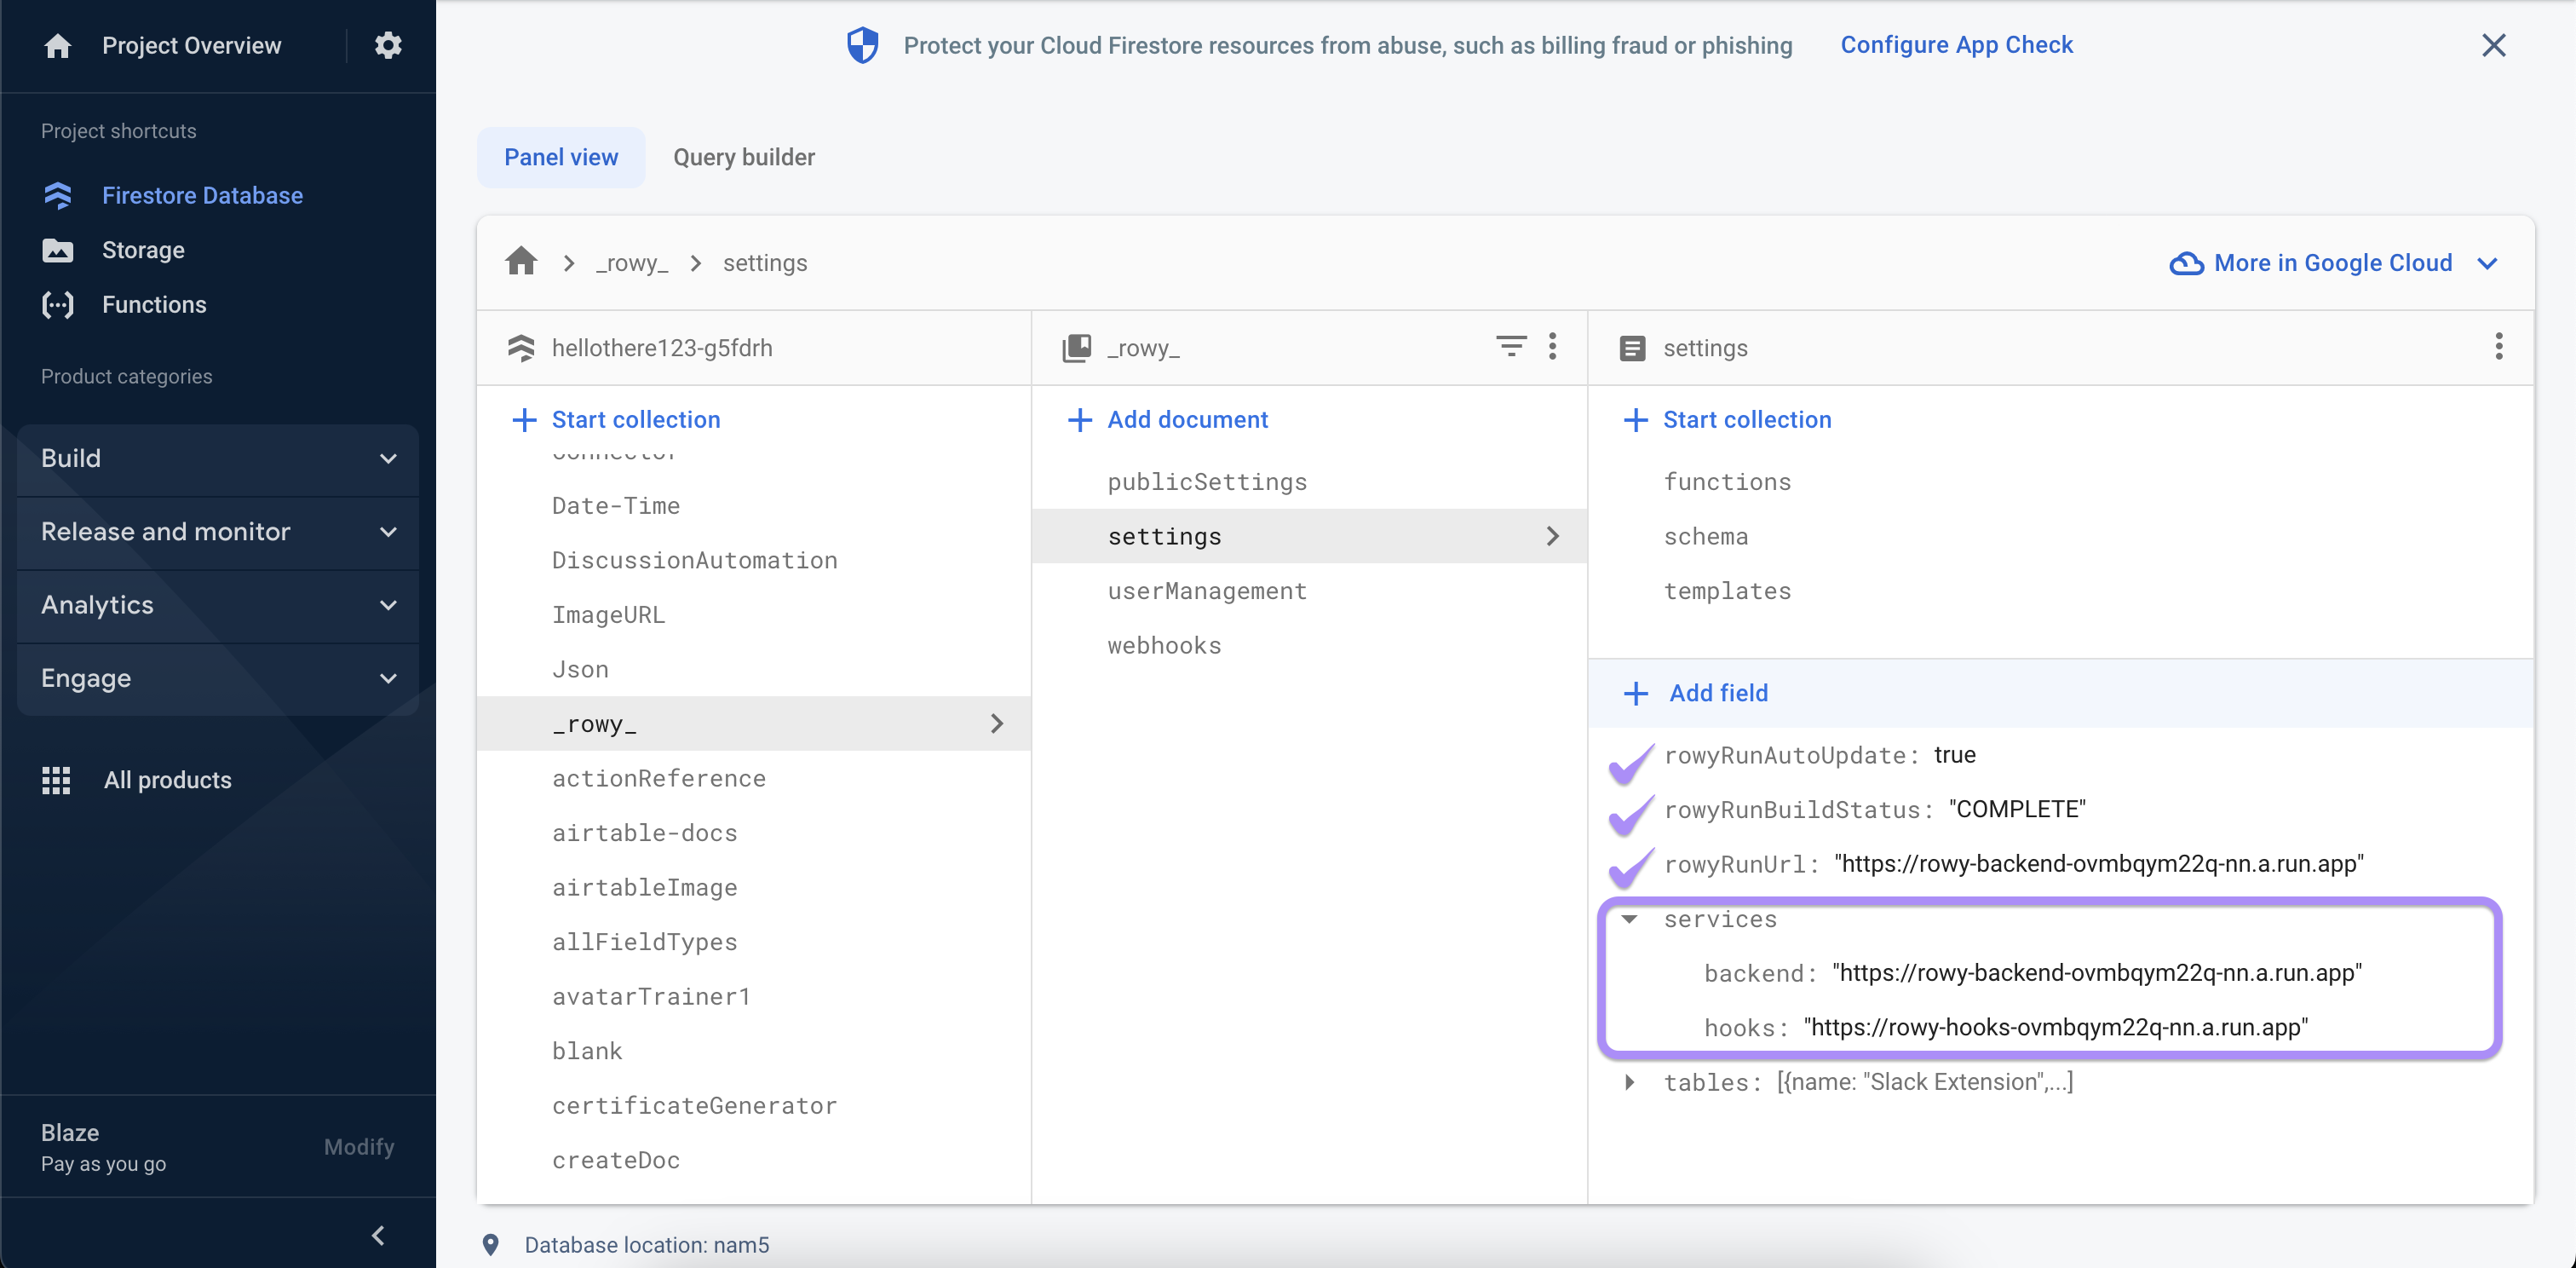 Project Overview
Project shortcuts
Firestore Database
Storage
Functions
Product categories
Build
Release and monitor
Analytics
Engage
All products
Blaze
Pay as you go
Modify
Protect your Cloud Firestore resources from abuse, such as billing fraud or phishing Configure App Check
Panel view Query builder
_rowy_ settings
More in Google Cloud
hellothere123-g5fdrh
Start collection
Date-Time
DiscussionAutomation
ImageURL
Json
_rowy_
actionReference
airtable-docs
airtableImage
allFieldTypes
avatarTrainer1
blank
certificateGenerator
createDoc
_rowy_
Add document
publicSettings
settings
userManagement
webhooks
settings
Start collection
functions
schema
templates
Add field
rowyRunAutoUpdate: true
rowyRunBuildStatus: "COMPLETE"
rowyRunUrl: "https://rowy-backend-ovmbqym22q-nn.a.run.app"
services
backend: "https://rowy-backend-ovmbqym22q-nn.a.run.app"
hooks: "https://rowy-hooks-ovmbqym22q-nn.a.run.app"
tables: [{name: "Slack Extension",...]
Database location: nam5